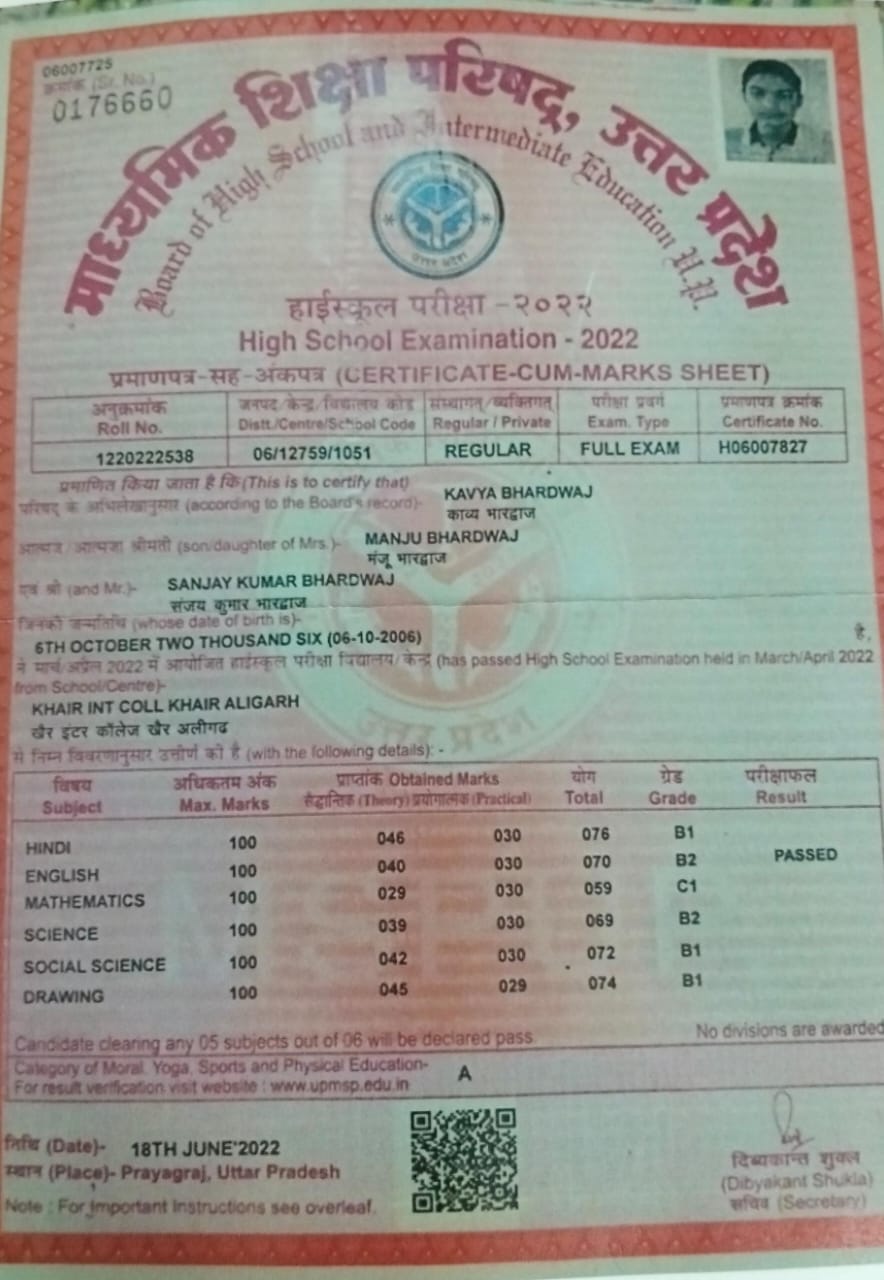 06007725
क्रमांक (Sr. No.)
0176660
माध्यमिक शिक्षा परिषद्, उत्तर प्रदेश
Board of High School and Intermediate Education U.P.
उत्तर प्रदेश
हाईस्कूल परीक्षा -२०२२
High School Examination - 2022
प्रमाणपत्र-सह-अंकपत्र (CERTIFICATE-CUM-MARKS SHEET)
अनुक्रमांक जनपद/केन्द्र/विद्यालय कोड संस्थागत/व्यक्तिगत परीक्षा प्रवर्ग प्रमाणपत्र क्रमांक
Roll No. Distt./Centre/School Code Regular / Private Exam. Type Certificate No.
1220222538 06/12759/1051 REGULAR FULL EXAM H06007827
प्रमाणित किया जाता है कि (This is to certify that)
परिषद् के अभिलेखानुसार (according to the Board's record)- KAVYA BHARDWAJ
काव्य भारद्वाज
आत्मज/आत्मजा श्रीमती (son/daughter of Mrs.)- MANJU BHARDWAJ
मंजू भारद्वाज
एवं श्री (and Mr.)- SANJAY KUMAR BHARDWAJ
संजय कुमार भारद्वाज
जिनकी जन्मतिथि (whose date of birth is)-
6TH OCTOBER TWO THOUSAND SIX (06-10-2006) है,
ने मार्च/अप्रैल 2022 में आयोजित हाईस्कूल परीक्षा विद्यालय/केन्द्र (has passed High School Examination held in March/April 2022
from School/Centre)-
KHAIR INT COLL KHAIR ALIGARH
खैर इंटर कॉलेज खैर अलीगढ
से निम्न विवरणानुसार उत्तीर्ण की है (with the following details): -
विषय अधिकतम अंक प्राप्तांक Obtained Marks योग ग्रेड परीक्षाफल
Subject Max. Marks सैद्धान्तिक (Theory) प्रयोगात्मक (Practical) Total Grade Result
HINDI 100 046 030 076 B1
ENGLISH 100 040 030 070 B2 PASSED
MATHEMATICS 100 029 030 059 C1
SCIENCE 100 039 030 069 B2
SOCIAL SCIENCE 100 042 030 072 B1
DRAWING 100 045 029 074 B1
Candidate clearing any 05 subjects out of 06 will be declared pass. No divisions are awarded
Category of Moral, Yoga, Sports and Physical Education- A
For result verification visit website : www.upmsp.edu.in
तिथि (Date)- 18TH JUNE'2022
स्थान (Place)- Prayagraj, Uttar Pradesh
Note : For Important Instructions see overleaf.
दिब्यकान्त शुक्ल
(Dibyakant Shukla)
सचिव (Secretary)